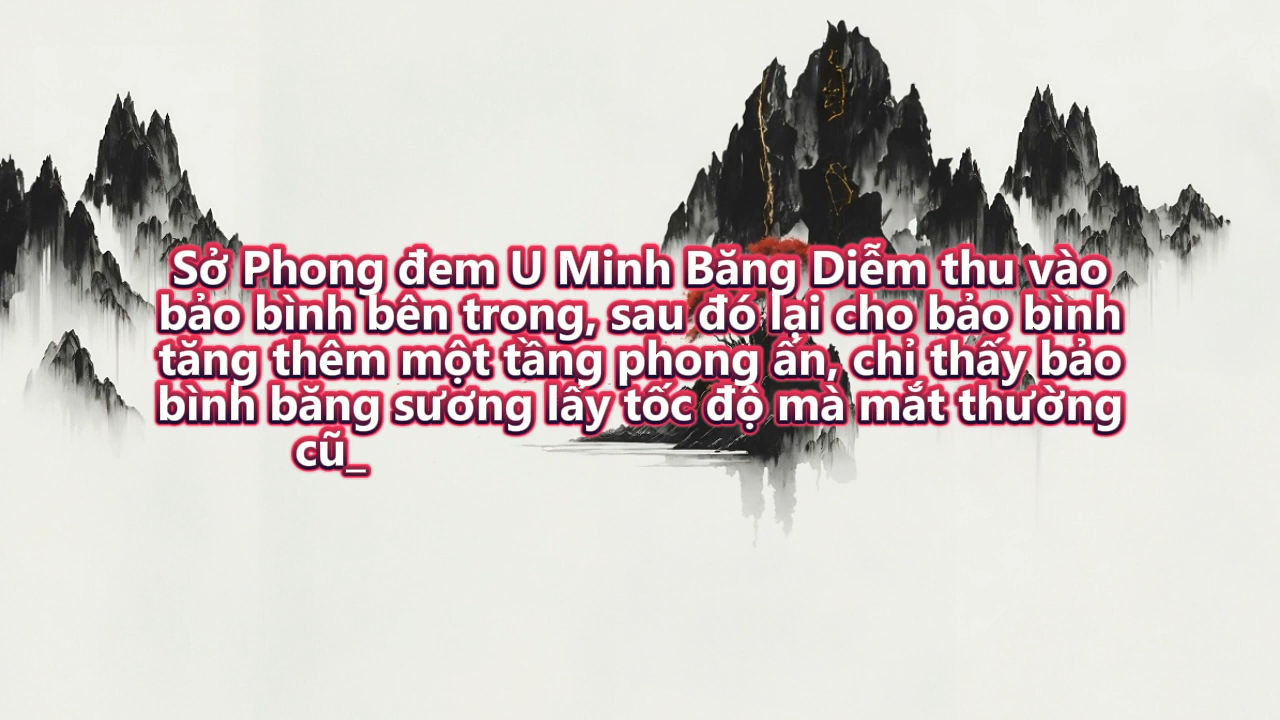 Sở Phong đem U Minh Băng Diễm thu vào
bảo bình bên trong, sau đó lại cho bảo bình
tăng thêm một tầng phong ấn, chỉ thấy bảo
bình băng sương lấy tốc độ mà mắt thường
cũ_